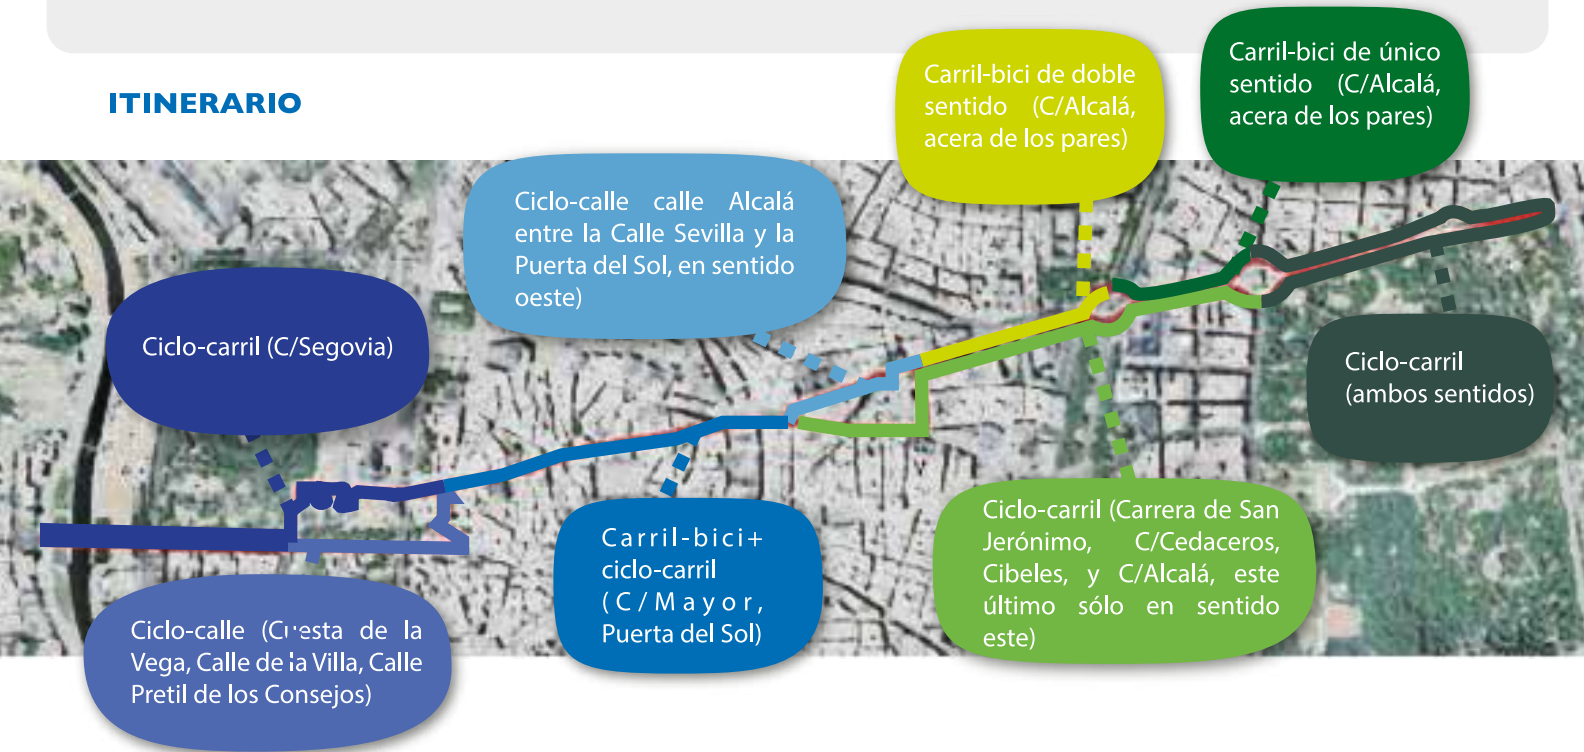 ITINERARIO
Carril-bici de doble
sentido (C/Alcalá,
acera de los pares)
Carril-bici de único
sentido (C/Alcalá,
acera de los pares)
Ciclo-calle calle Alcalá
entre la Calle Sevilla y la
Puerta del Sol, en sentido
oeste)
Ciclo-carril (C/Segovia)
Ciclo-carril
(ambos sentidos)
Ciclo-calle (Cuesta de la
Vega, Calle de la Villa, Calle
Pretil de los Consejos)
Carril-bici+
ciclo-carril
(C/Mayor,
Puerta del Sol)
Ciclo-carril (Carrera de San
Jerónimo, C/Cedaceros,
Cibeles, y C/Alcalá, este
último sólo en sentido
este)